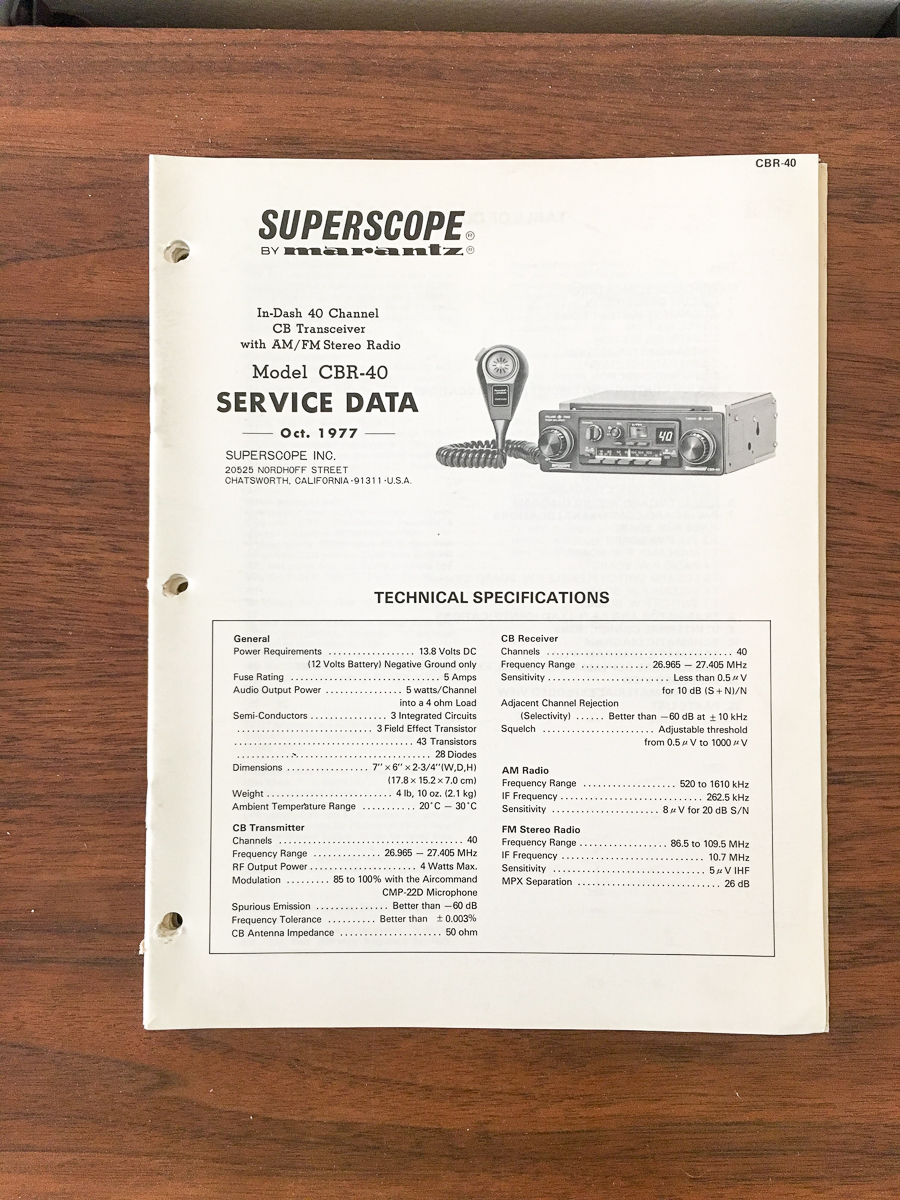 CBR-40
SUPERSCOPE®
BY marantz®
In-Dash 40 Channel
CB Transceiver
with AM/FM Stereo Radio
Model CBR-40
SERVICE DATA
Oct. 1977
SUPERSCOPE INC.
20525 NORDHOFF STREET
CHATSWORTH, CALIFORNIA·91311·U.S.A.
40
TECHNICAL SPECIFICATIONS
General
Power Requirements ................. 13.8 Volts DC
(12 Volts Battery) Negative Ground only
Fuse Rating .............................. 5 Amps
Audio Output Power ............... 5 watts/Channel
into a 4 ohm Load
Semi-Conductors ............... 3 Integrated Circuits
........................... 3 Field Effect Transistor
.................................... 43 Transistors
....................................... 28 Diodes
Dimensions ................ 7" × 6" × 2-3/4" (W,D,H)
(17.8 × 15.2 × 7.0 cm)
Weight .......................... 4 lb, 10 oz. (2.1 kg)
Ambient Temperature Range ........... 20°C — 30°C
CB Transmitter
Channels ........................................ 40
Frequency Range ............. 26.965 — 27.405 MHz
RF Output Power ........................... 4 Watts Max.
Modulation ......... 85 to 100% with the Aircommand
CMP-22D Microphone
Spurious Emission ............... Better than —60 dB
Frequency Tolerance .......... Better than ±0.003%
CB Antenna Impedance ..................... 50 ohm
CB Receiver
Channels ........................................ 40
Frequency Range .............. 26.965 — 27.405 MHz
Sensitivity ............................. Less than 0.5 μV
for 10 dB (S + N)/N
Adjacent Channel Rejection
(Selectivity) ...... Better than —60 dB at ±10 kHz
Squelch ...................... Adjustable threshold
from 0.5 μV to 1000 μV
AM Radio
Frequency Range ................... 520 to 1610 kHz
IF Frequency ............................. 262.5 kHz
Sensitivity ...................... 8 μV for 20 dB S/N
FM Stereo Radio
Frequency Range .................. 86.5 to 109.5 MHz
IF Frequency ............................. 10.7 MHz
Sensitivity ........................... 5 μV IHF
MPX Separation ............................. 26 dB